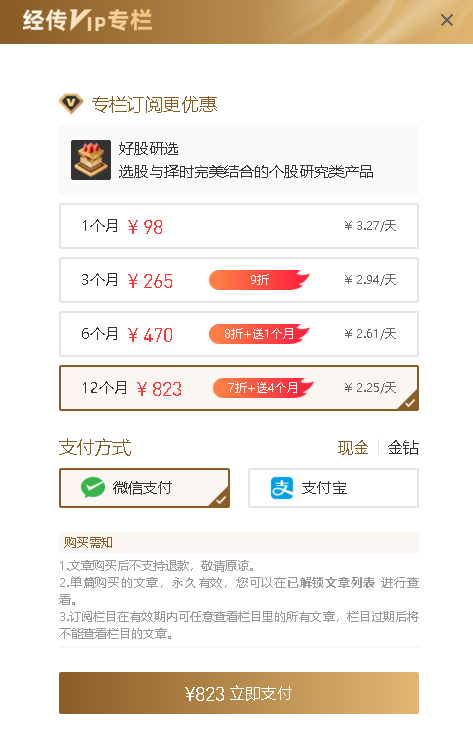 经传Vip专栏
专栏订阅更优惠
好股研选
选股与择时完美结合的个股研究类产品
1个月 ¥98 ¥3.27/天
3个月 ¥265 9折 ¥2.94/天
6个月 ¥470 8折+送1个月 ¥2.61/天
12个月 ¥823 7折+送4个月 ¥2.25/天
支付方式 现金 金钻
微信支付 支付宝
购买需知
1.文章购买后不支持退款，敬请原谅。
2.单篇购买的文章，永久有效，您可以在已解锁文章列表 进行查
看。
3.订阅栏目在有效期内可任意查看栏目里的所有文章，栏目过期后将
不能查看栏目的文章。
¥823 立即支付